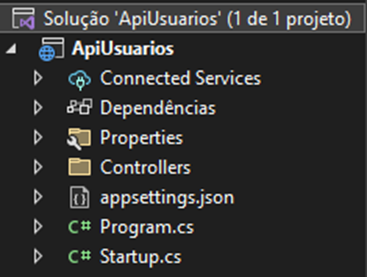 Solução 'ApiUsuarios' (1 de 1 projeto)
ApiUsuarios
Connected Services
Dependências
Properties
Controllers
appsettings.json
C# Program.cs
C# Startup.cs